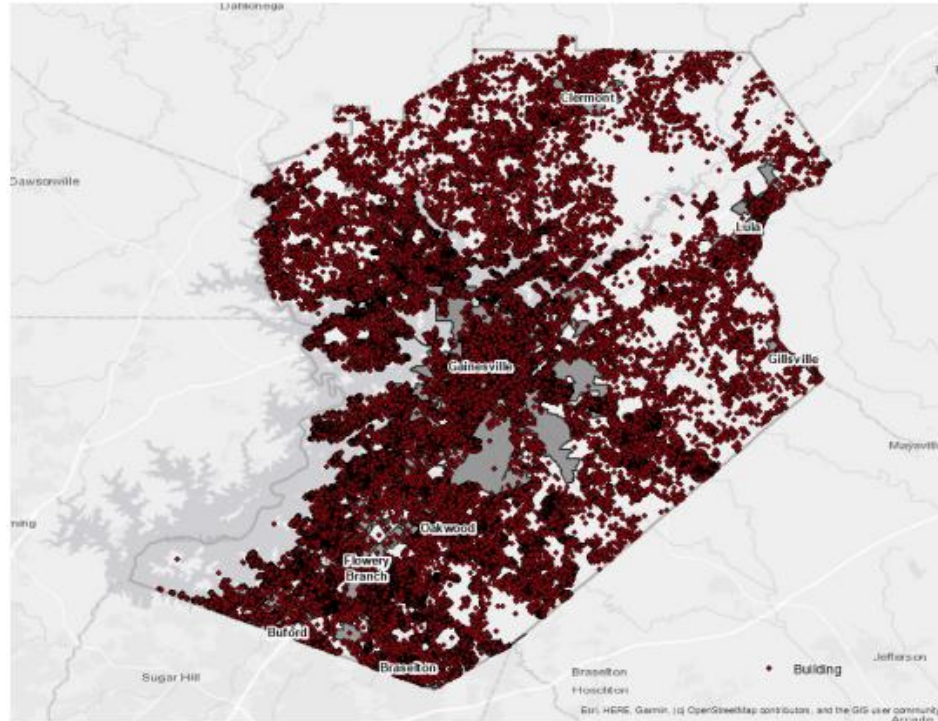 Dahlonega
Clermont
Dawsonville
Lula
Gillsville
Gainesville
Oakwood
Flowery
Branch
Buford
Braselton
Sugar Hill
Braselton
Hoschton
Building
Jefferson
Esri, HERE, Garmin, (c) OpenStreetMap contributors, and the GIS user community